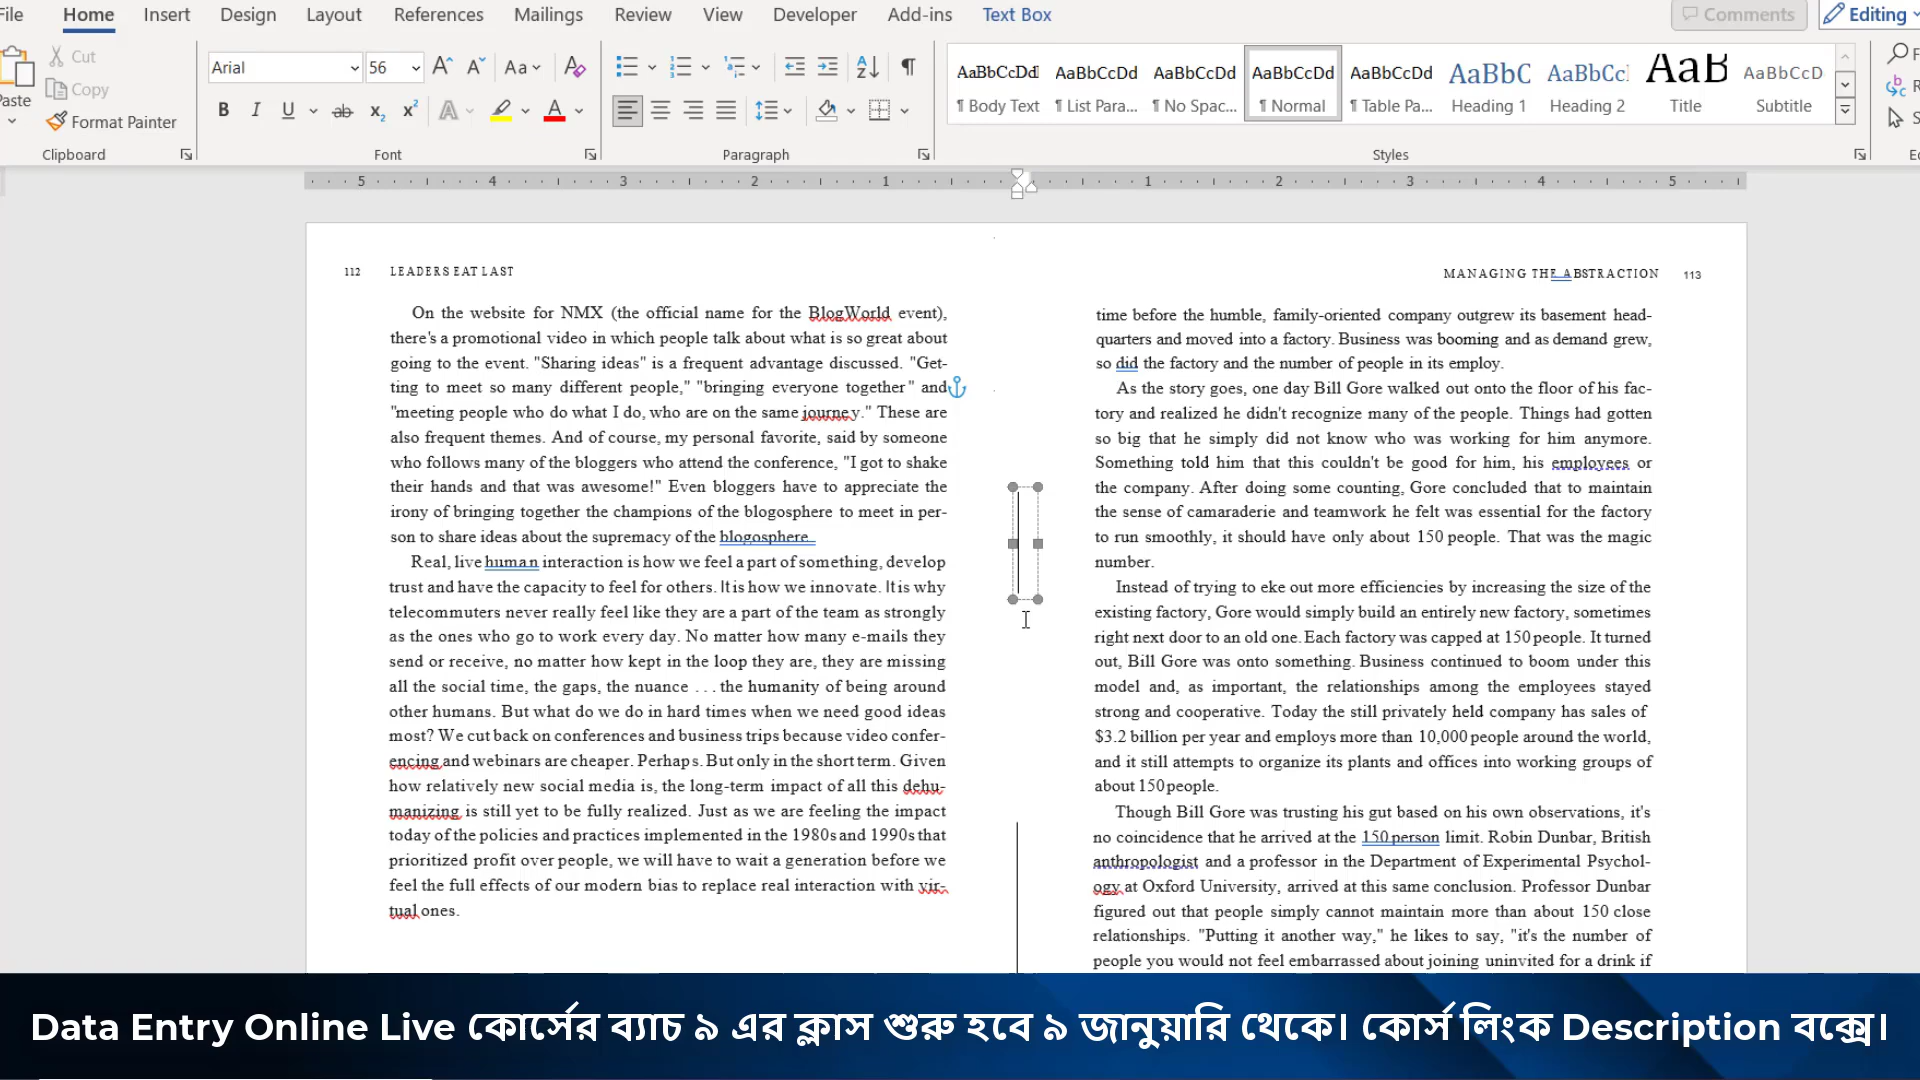 File Home Insert Design Layout References Mailings Review View Developer Add-ins Text Box Comments Editing
Paste Cut Copy Format Painter
Clipboard
Arial 56 Aa
B I U ab x₂ x² A A
Font
Paragraph
AaBbCcDd AaBbCcDd AaBbCcDd AaBbCcDd AaBbCcDd AaBbC AaBbCc AaB AaBbCcD
¶ Body Text ¶ List Para... ¶ No Spac... ¶ Normal ¶ Table Pa... Heading 1 Heading 2 Title Subtitle
Styles
5 4 3 2 1 1 2 3 4 5
112 LEADERS EAT LAST
On the website for NMX (the official name for the BlogWorld event),
there's a promotional video in which people talk about what is so great about
going to the event. "Sharing ideas" is a frequent advantage discussed. "Get-
ting to meet so many different people," "bringing everyone together" and
"meeting people who do what I do, who are on the same journey." These are
also frequent themes. And of course, my personal favorite, said by someone
who follows many of the bloggers who attend the conference, "I got to shake
their hands and that was awesome!" Even bloggers have to appreciate the
irony of bringing together the champions of the blogosphere to meet in per-
son to share ideas about the supremacy of the blogosphere.
Real, live human interaction is how we feel a part of something, develop
trust and have the capacity to feel for others. It is how we innovate. It is why
telecommuters never really feel like they are a part of the team as strongly
as the ones who go to work every day. No matter how many e-mails they
send or receive, no matter how kept in the loop they are, they are missing
all the social time, the gaps, the nuance . . . the humanity of being around
other humans. But what do we do in hard times when we need good ideas
most? We cut back on conferences and business trips because video confer-
encing and webinars are cheaper. Perhaps. But only in the short term. Given
how relatively new social media is, the long-term impact of all this dehu-
manizing is still yet to be fully realized. Just as we are feeling the impact
today of the policies and practices implemented in the 1980s and 1990s that
prioritized profit over people, we will have to wait a generation before we
feel the full effects of our modern bias to replace real interaction with vir-
tual ones.
MANAGING THE ABSTRACTION 113
time before the humble, family-oriented company outgrew its basement head-
quarters and moved into a factory. Business was booming and as demand grew,
so did the factory and the number of people in its employ.
As the story goes, one day Bill Gore walked out onto the floor of his fac-
tory and realized he didn't recognize many of the people. Things had gotten
so big that he simply did not know who was working for him anymore.
Something told him that this couldn't be good for him, his employees or
the company. After doing some counting, Gore concluded that to maintain
the sense of camaraderie and teamwork he felt was essential for the factory
to run smoothly, it should have only about 150 people. That was the magic
number.
Instead of trying to eke out more efficiencies by increasing the size of the
existing factory, Gore would simply build an entirely new factory, sometimes
right next door to an old one. Each factory was capped at 150 people. It turned
out, Bill Gore was onto something. Business continued to boom under this
model and, as important, the relationships among the employees stayed
strong and cooperative. Today the still privately held company has sales of
$3.2 billion per year and employs more than 10,000 people around the world,
and it still attempts to organize its plants and offices into working groups of
about 150 people.
Though Bill Gore was trusting his gut based on his own observations, it's
no coincidence that he arrived at the 150 person limit. Robin Dunbar, British
anthropologist and a professor in the Department of Experimental Psychol-
ogy at Oxford University, arrived at this same conclusion. Professor Dunbar
figured out that people simply cannot maintain more than about 150 close
relationships. "Putting it another way," he likes to say, "it's the number of
people you would not feel embarrassed about joining uninvited for a drink if
Data Entry Online Live কোর্সের ব্যাচ ৯ এর ক্লাস শুরু হবে ৯ জানুয়ারি থেকে। কোর্স লিংক Description বক্সে।